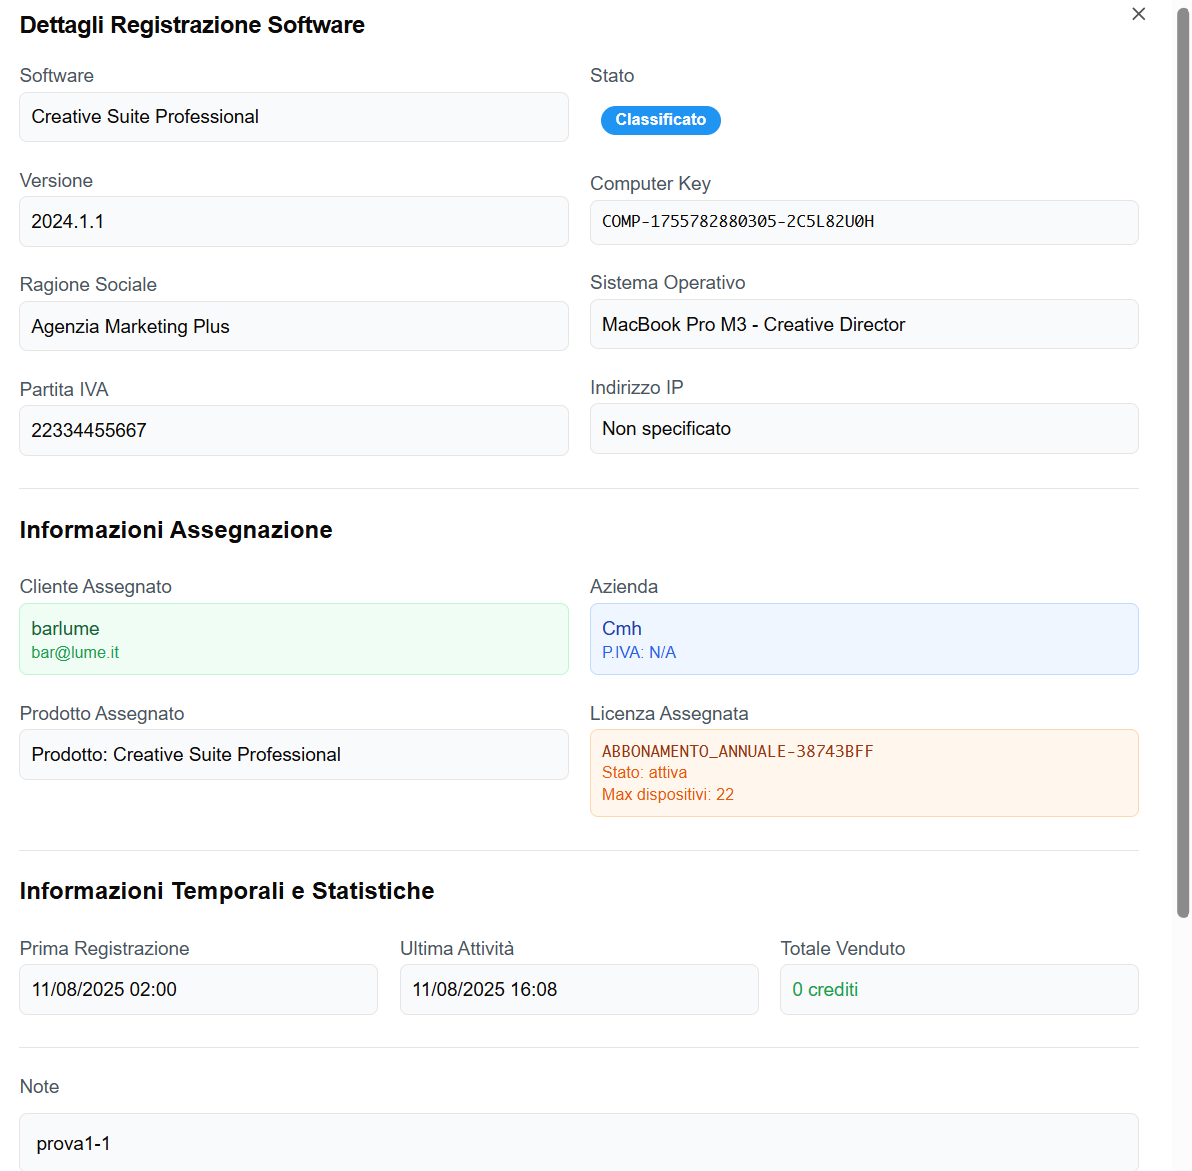 Dettagli Registrazione Software
Software
Creative Suite Professional
Stato
Classificato
Versione
2024.1.1
Computer Key
COMP-1755782880305-2C5L82U0H
Ragione Sociale
Agenzia Marketing Plus
Sistema Operativo
MacBook Pro M3 - Creative Director
Partita IVA
22334455667
Indirizzo IP
Non specificato
Informazioni Assegnazione
Cliente Assegnato
barlume
bar@lume.it
Azienda
Cmh
P.IVA: N/A
Prodotto Assegnato
Prodotto: Creative Suite Professional
Licenza Assegnata
ABBONAMENTO_ANNUALE-38743BFF
Stato: attiva
Max dispositivi: 22
Informazioni Temporali e Statistiche
Prima Registrazione
11/08/2025 02:00
Ultima Attività
11/08/2025 16:08
Totale Venduto
0 crediti
Note
prova1-1